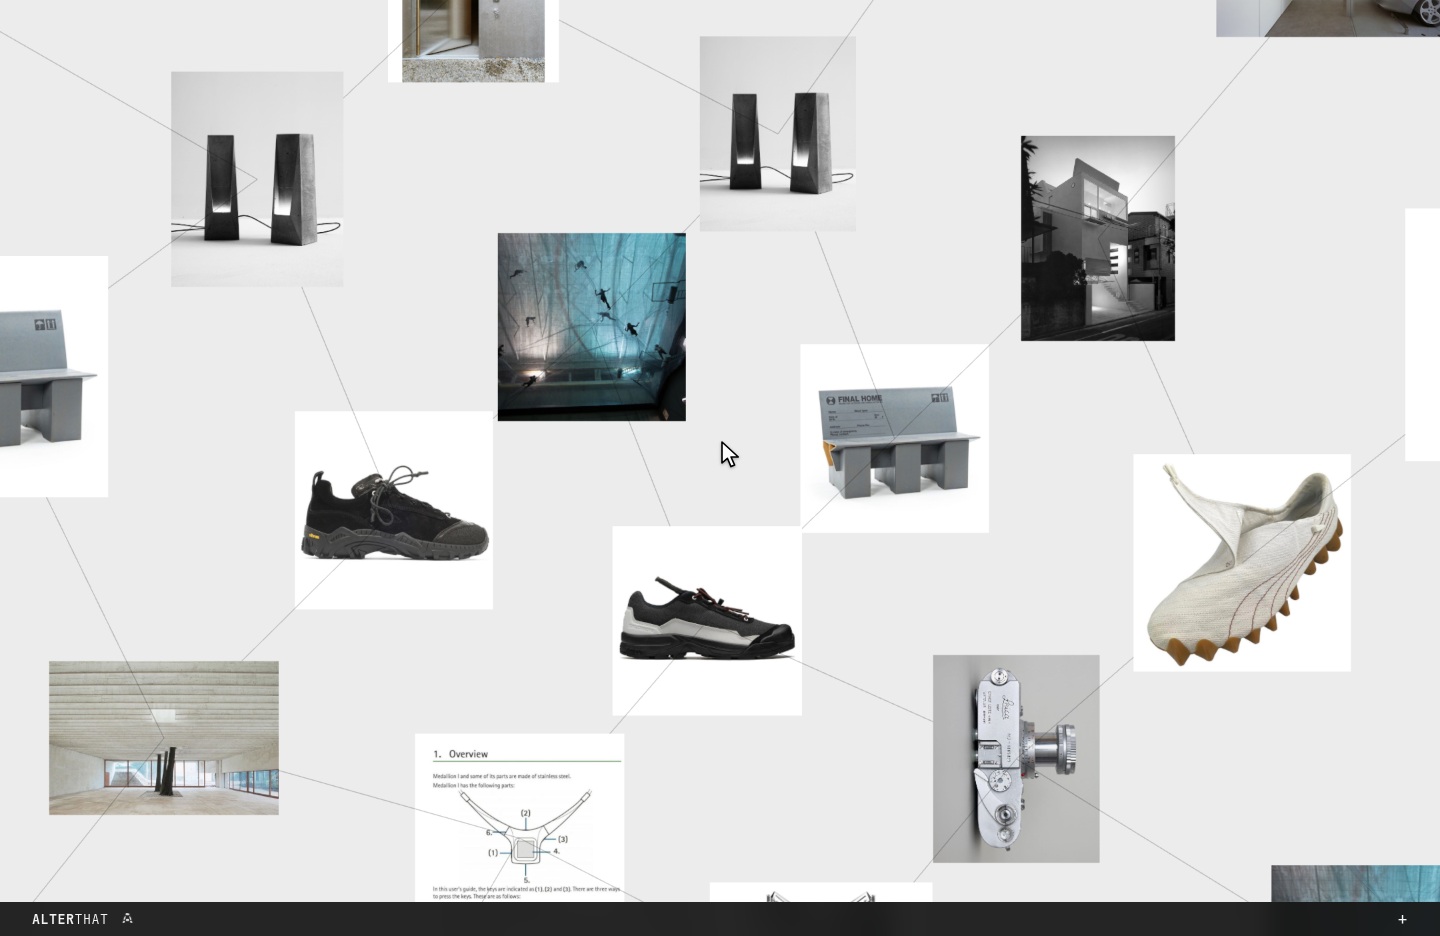 FINAL HOME
1. Overview
Medallion I and some of its parts are made of stainless steel.
Medallion I has the following parts:
(2)
6.
(3)
(1)
4.
5.
In this user's guide, the keys are indicated as (1), (2) and (3). There are three ways
to press the keys. These are as follows:
ALTERTHAT
+